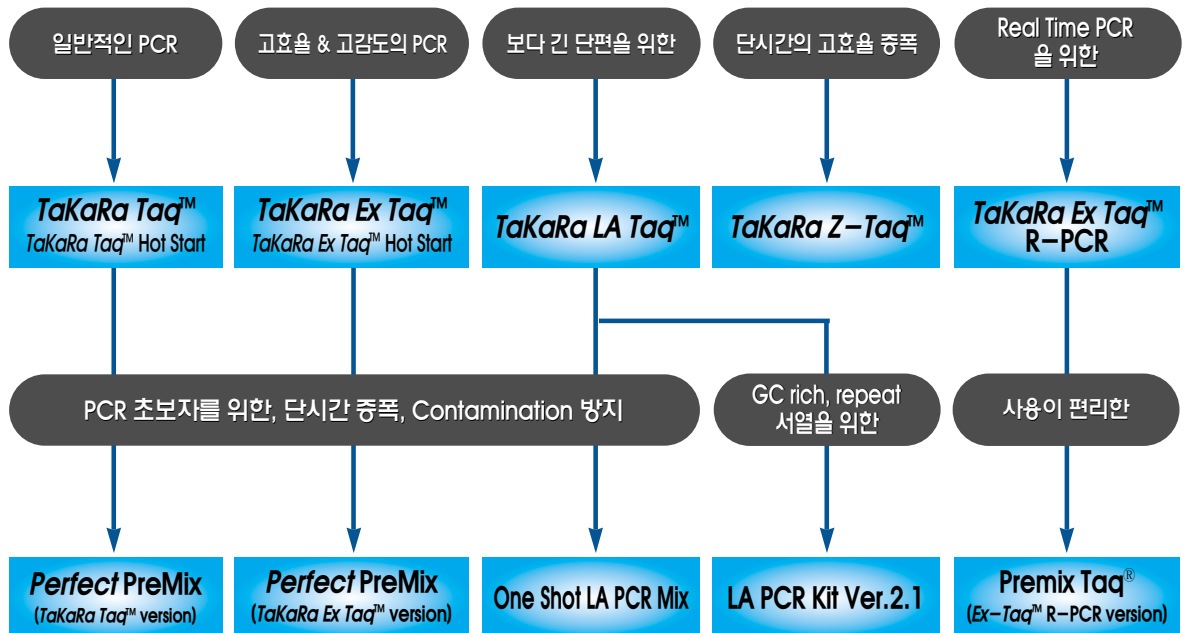 일반적인 PCR
고효율 & 고감도의 PCR
보다 긴 단편을 위한
단시간의 고효율 증폭
Real Time PCR
을 위한
TaKaRa Taq™
TaKaRa Taq™ Hot Start
TaKaRa Ex Taq™
TaKaRa Ex Taq™ Hot Start
TaKaRa LA Taq™
TaKaRa Z-Taq™
TaKaRa Ex Taq™
R-PCR
PCR 초보자를 위한, 단시간 증폭, Contamination 방지
GC rich, repeat
서열을 위한
사용이 편리한
Perfect PreMix
(TaKaRa Taq™ version)
Perfect PreMix
(TaKaRa Ex Taq™ version)
One Shot LA PCR Mix
LA PCR Kit Ver.2.1
Premix Taq®
(Ex-Taq™ R-PCR version)